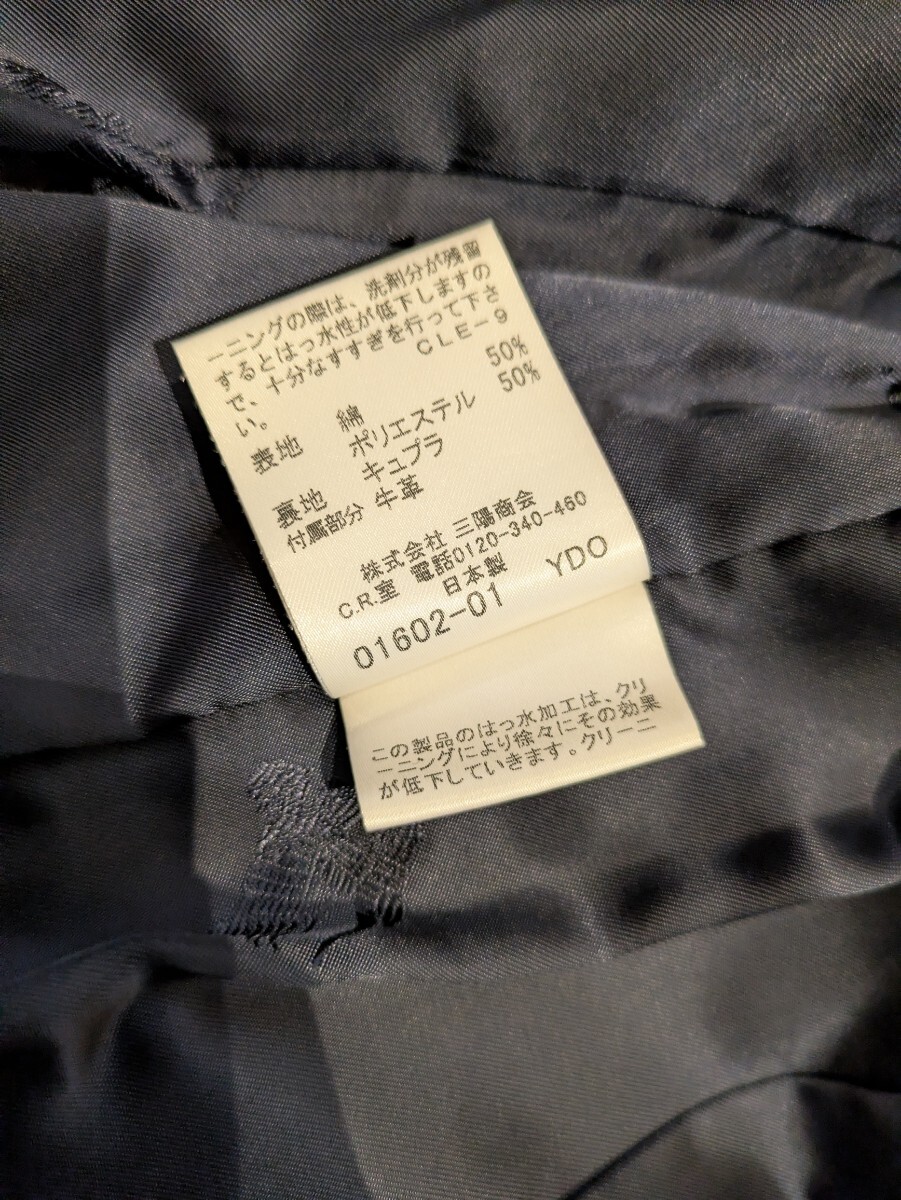 ーニングの際は、洗剤分が残留
するとはっ水性が低下しますの
で、十分なすすぎを行って下さ
い。 CLE-9
表地 綿 50%
ポリエステル 50%
裏地 キュプラ
付属部分 牛革
株式会社 三陽商会
C.R.室 電話0120-340-460
日本製
01602-01 YDO
この製品のはっ水加工は、クリ
ーニングにより徐々にその効果
が低下していきます。クリーニ